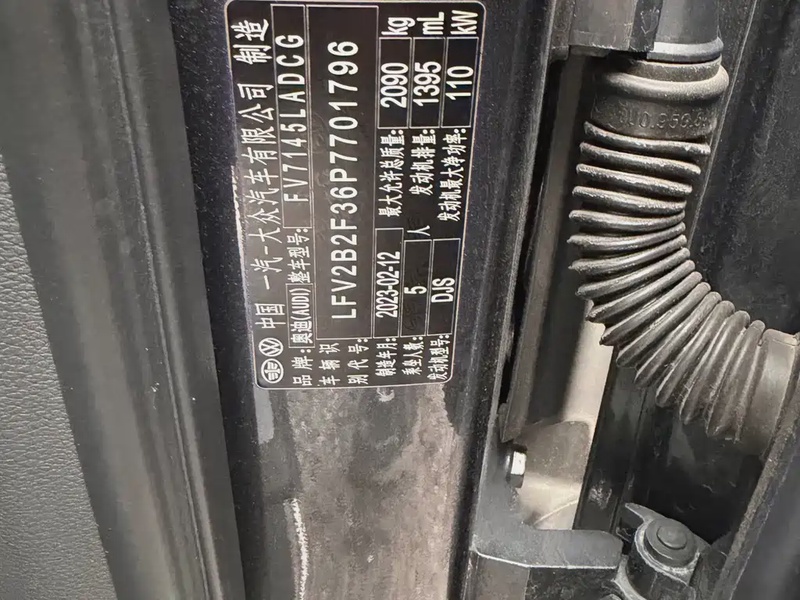 中国 一汽-大众汽车有限公司 制造
品牌: 奥迪(AUDI) 整车型号: FV7145LADCG
车辆识别代号: LFV2B2F36P7701796
制造年月: 2023-02-12 最大允许总质量: 2090 kg
乘坐人数: 5 人 发动机排量: 1395 mL
发动机型号: DJS 发动机最大净功率: 110 kW